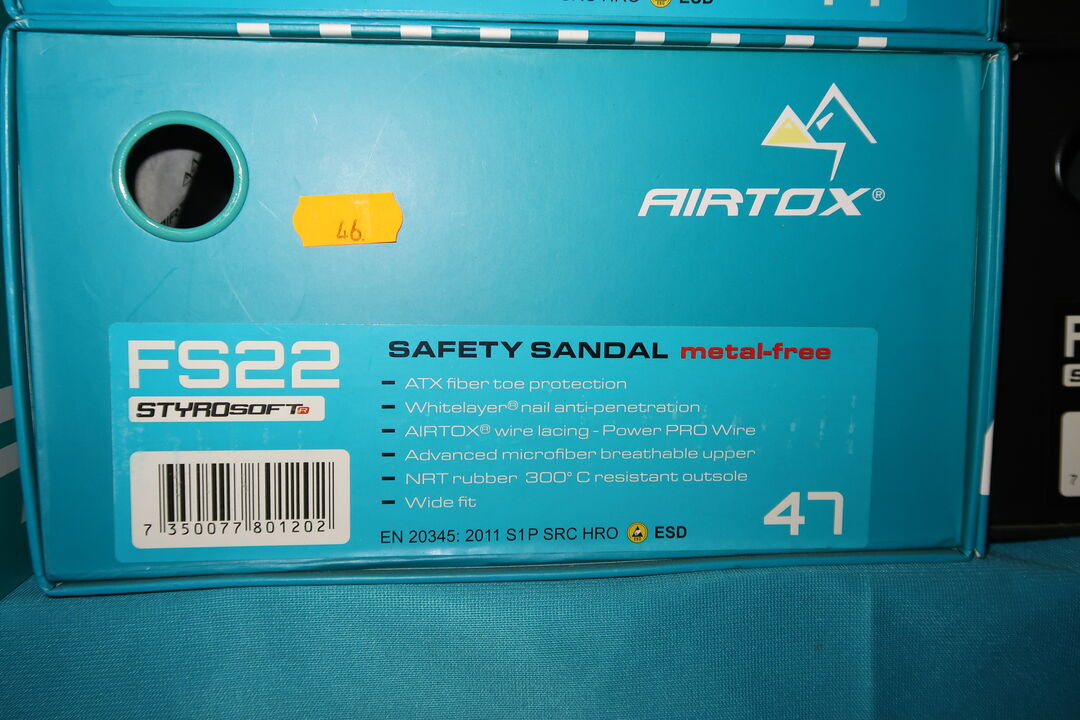 ESD
46.
AIRTOX®
FS22
STYROSOFT R
SAFETY SANDAL metal-free
- ATX fiber toe protection
- Whitelayer® nail anti-penetration
- AIRTOX® wire lacing - Power PRO Wire
- Advanced microfiber breathable upper
- NRT rubber 300° C resistant outsole
- Wide fit
7 350077 801202
EN 20345: 2011 S1P SRC HRO ESD
47